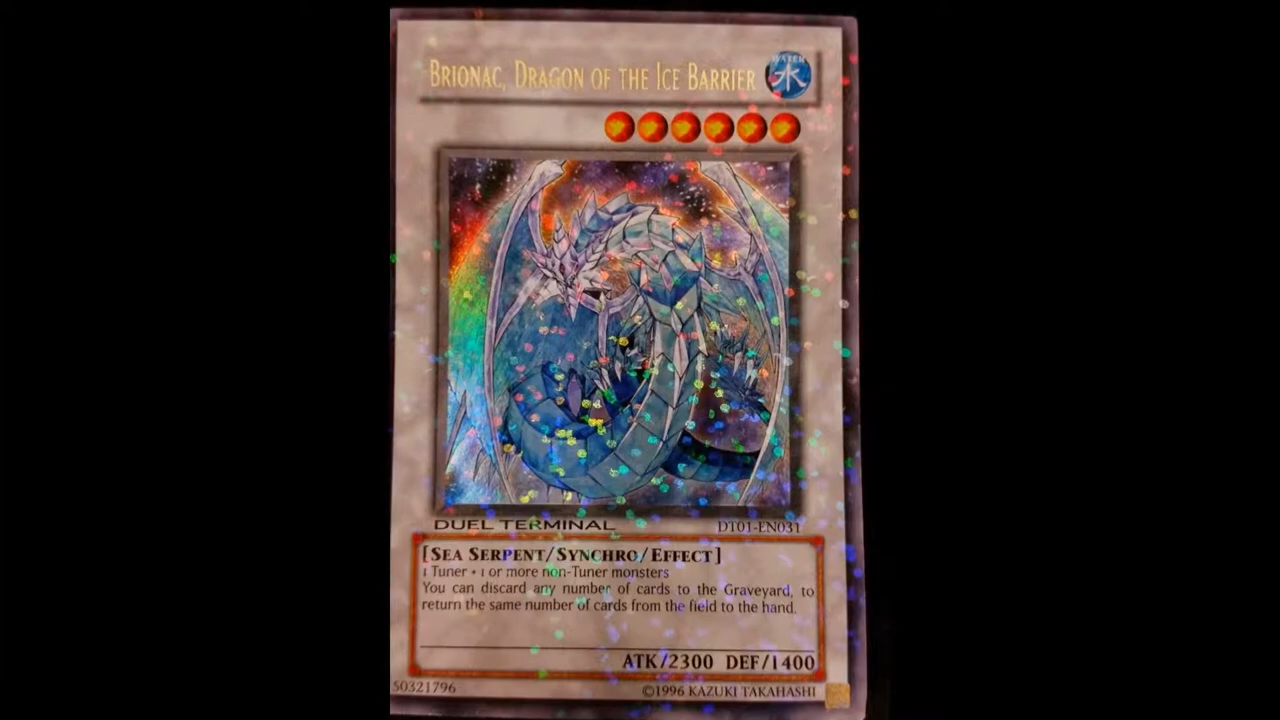 BRIONAC, DRAGON OF THE ICE BARRIER
WATER
水
DUEL TERMINAL
DT01-EN031
[SEA SERPENT/SYNCHRO/EFFECT]
1 Tuner + 1 or more non-Tuner monsters
You can discard any number of cards to the Graveyard, to
return the same number of cards from the field to the hand.
ATK/2300 DEF/1400
50321796
©1996 KAZUKI TAKAHASHI